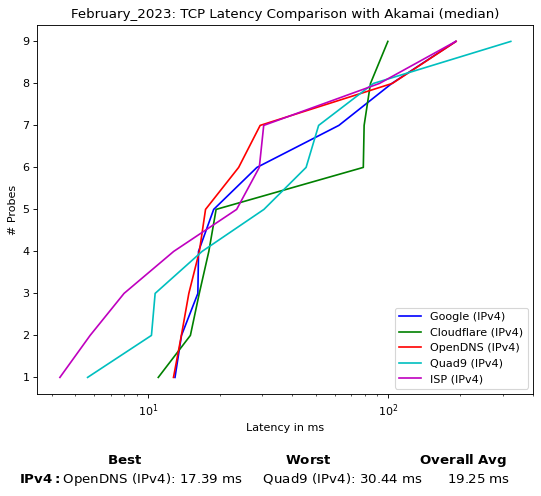 February_2023: TCP Latency Comparison with Akamai (median)
9
8
7
6
5
4
3
2
1
# Probes
Google (IPv4)
Cloudflare (IPv4)
OpenDNS (IPv4)
Quad9 (IPv4)
ISP (IPv4)
10¹ 10²
Latency in ms
Best Worst Overall Avg
IPv4: OpenDNS (IPv4): 17.39 ms Quad9 (IPv4): 30.44 ms 19.25 ms